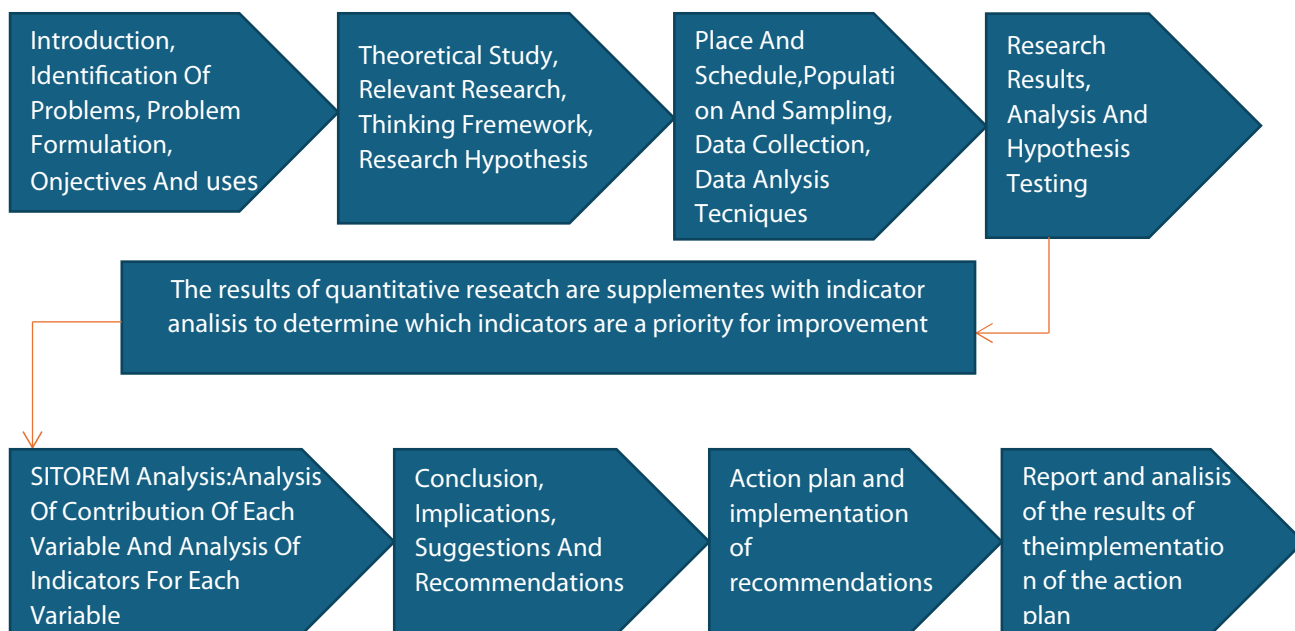 Introduction,
Identification Of
Problems, Problem
Formulation,
Onjectives And uses
Theoretical Study,
Relevant Research,
Thinking Fremework,
Research Hypothesis
Place And
Schedule,Populati
on And Sampling,
Data Collection,
Data Anlysis
Tecniques
Research
Results,
Analysis And
Hypothesis
Testing
The results of quantitative reseatch are supplementes with indicator
analisis to determine which indicators are a priority for improvement
SITOREM Analysis:Analysis
Of Contribution Of Each
Variable And Analysis Of
Indicators For Each
Variable
Conclusion,
Implications,
Suggestions And
Recommendations
Action plan and
implementation
of
recommendations
Report and analisis
of the results of
theimplementatio
n of the action
plan